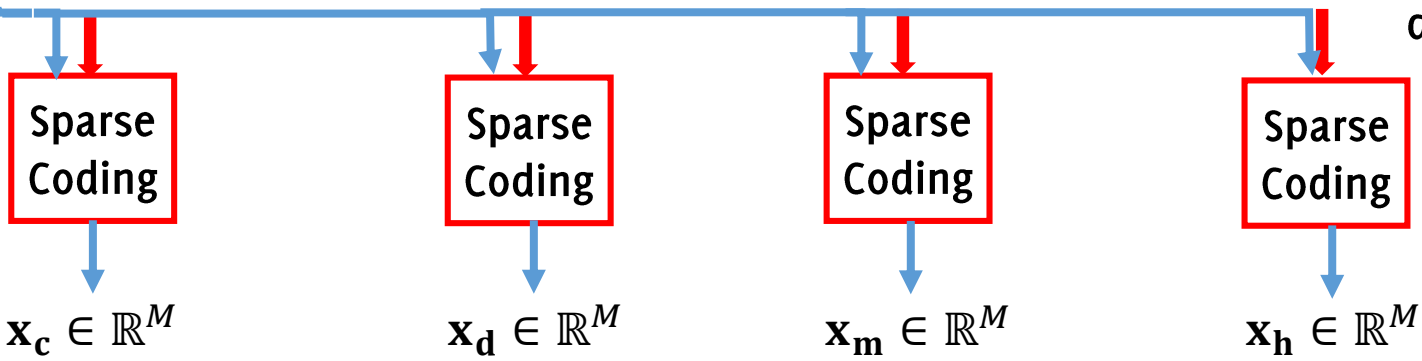 Sparse
Coding
Sparse
Coding
Sparse
Coding
Sparse
Coding
x_c ∈ ℝ^M
x_d ∈ ℝ^M
x_m ∈ ℝ^M
x_h ∈ ℝ^M